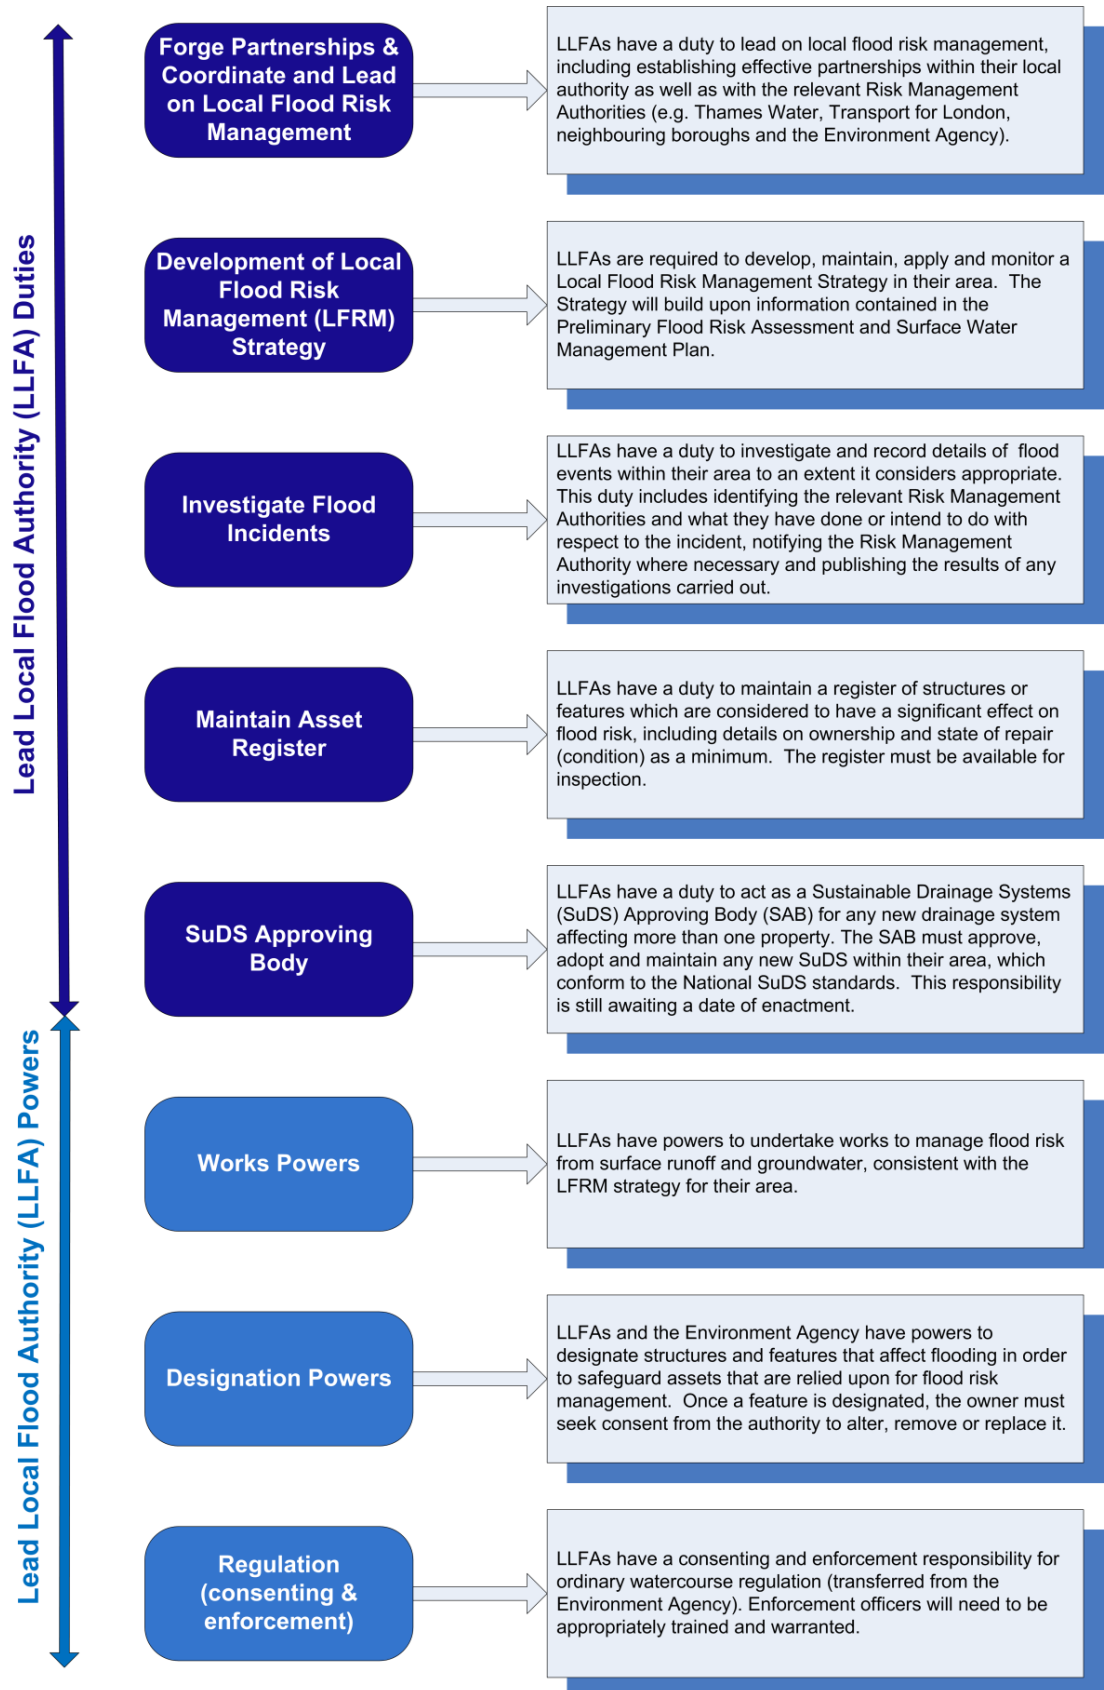 Lead Local Flood Authority (LLFA) Duties
Forge Partnerships &
Coordinate and Lead
on Local Flood Risk
Management
LLFAs have a duty to lead on local flood risk management,
including establishing effective partnerships within their local
authority as well as with the relevant Risk Management
Authorities (e.g. Thames Water, Transport for London,
neighbouring boroughs and the Environment Agency).
Development of Local
Flood Risk
Management (LFRM)
Strategy
LLFAs are required to develop, maintain, apply and monitor a
Local Flood Risk Management Strategy in their area.  The
Strategy will build upon information contained in the
Preliminary Flood Risk Assessment and Surface Water
Management Plan.
Investigate Flood
Incidents
LLFAs have a duty to investigate and record details of  flood
events within their area to an extent it considers appropriate.
This duty includes identifying the relevant Risk Management
Authorities and what they have done or intend to do with
respect to the incident, notifying the Risk Management
Authority where necessary and publishing the results of any
investigations carried out.
Maintain Asset
Register
LLFAs have a duty to maintain a register of structures or
features which are considered to have a significant effect on
flood risk, including details on ownership and state of repair
(condition) as a minimum.  The register must be available for
inspection.
SuDS Approving
Body
LLFAs have a duty to act as a Sustainable Drainage Systems
(SuDS) Approving Body (SAB) for any new drainage system
affecting more than one property. The SAB must approve,
adopt and maintain any new SuDS within their area, which
conform to the National SuDS standards.  This responsibility
is still awaiting a date of enactment.
Lead Local Flood Authority (LLFA) Powers
Works Powers
LLFAs have powers to undertake works to manage flood risk
from surface runoff and groundwater, consistent with the
LFRM strategy for their area.
Designation Powers
LLFAs and the Environment Agency have powers to
designate structures and features that affect flooding in order
to safeguard assets that are relied upon for flood risk
management.  Once a feature is designated, the owner must
seek consent from the authority to alter, remove or replace it.
Regulation
(consenting &
enforcement)
LLFAs have a consenting and enforcement responsibility for
ordinary watercourse regulation (transferred from the
Environment Agency). Enforcement officers will need to be
appropriately trained and warranted.